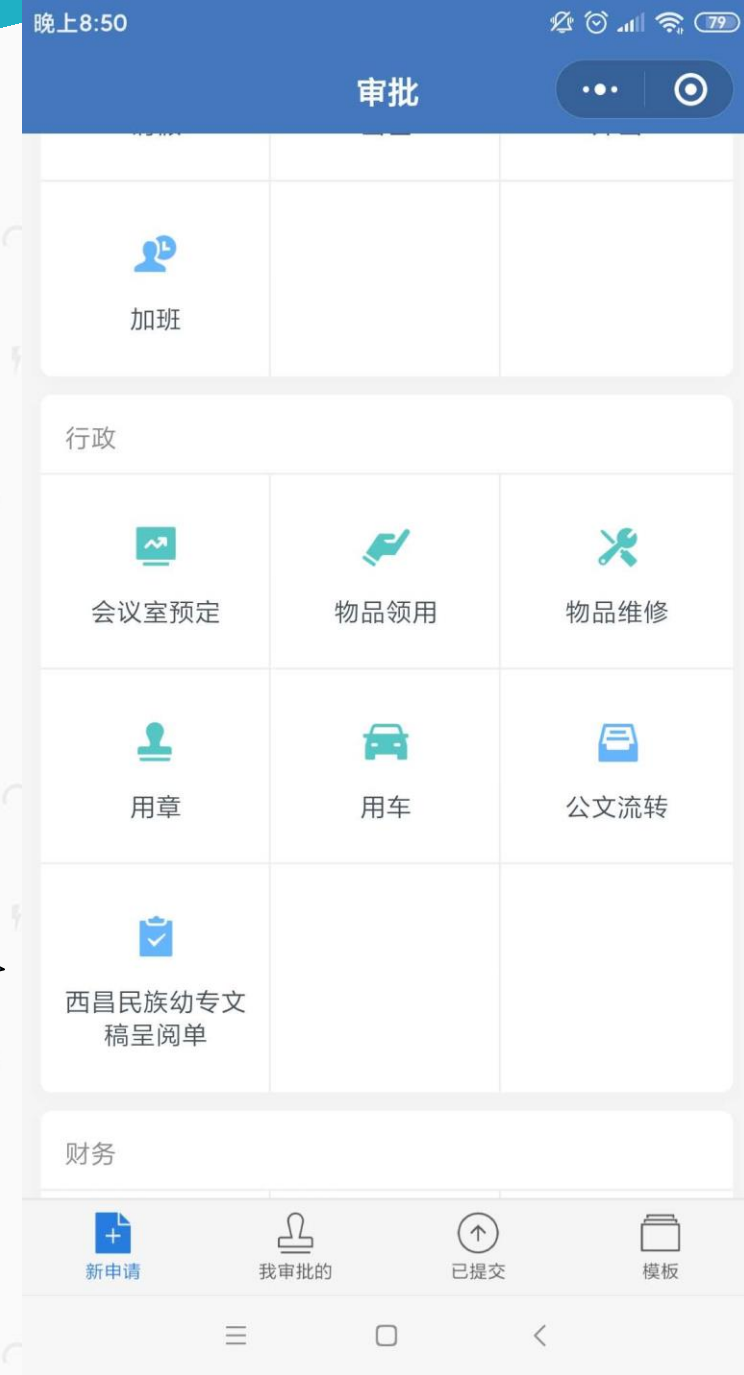 晚上8:50
79
审批
加班
行政
会议室预定
物品领用
物品维修
用章
用车
公文流转
西昌民族幼专文
稿呈阅单
财务
新申请
我审批的
已提交
模板